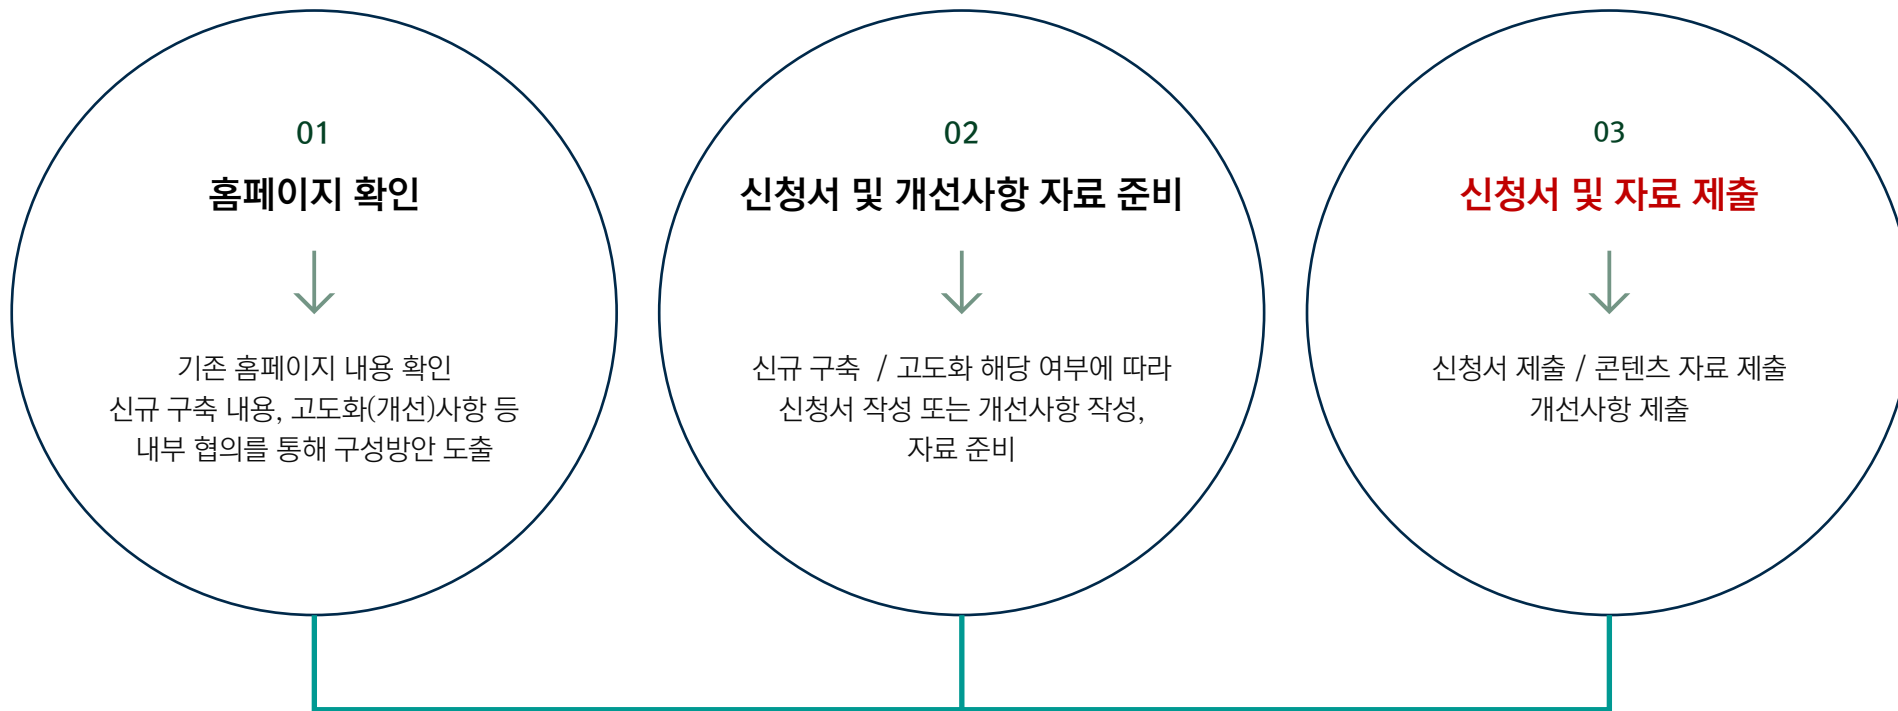 01
홈페이지 확인
기존 홈페이지 내용 확인
신규 구축 내용, 고도화(개선)사항 등
내부 협의를 통해 구성방안 도출
02
신청서 및 개선사항 자료 준비
신규 구축 / 고도화 해당 여부에 따라
신청서 작성 또는 개선사항 작성,
자료 준비
03
신청서 및 자료 제출
신청서 제출 / 콘텐츠 자료 제출
개선사항 제출